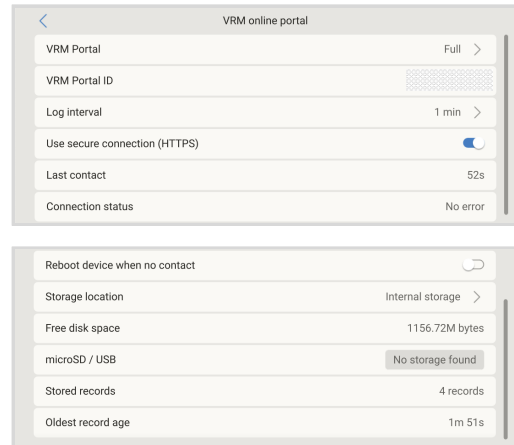 VRM online portal
VRM Portal Full
VRM Portal ID
Log interval 1 min
Use secure connection (HTTPS)
Last contact 52s
Connection status No error
Reboot device when no contact
Storage location Internal storage
Free disk space 1156.72M bytes
microSD / USB No storage found
Stored records 4 records
Oldest record age 1m 51s